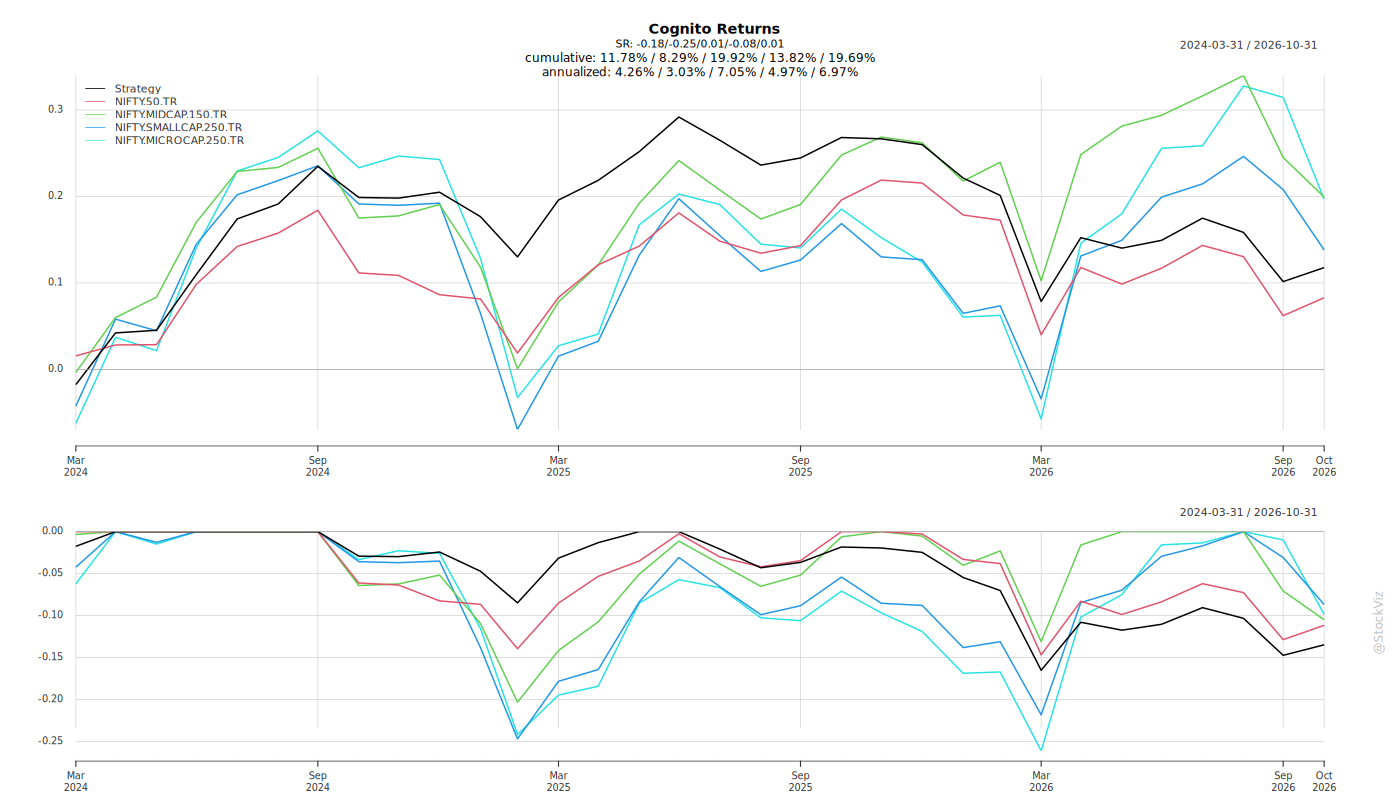 Cognito Returns
SR: -0.18/-0.25/0.01/-0.08/0.01
cumulative: 11.78% / 8.29% / 19.92% / 13.82% / 19.69%
annualized: 4.26% / 3.03% / 7.05% / 4.97% / 6.97%
2024-03-31 / 2026-10-31
Strategy
NIFTY.50.TR
NIFTY.MIDCAP.150.TR
NIFTY.SMALLCAP.250.TR
NIFTY.MICROCAP.250.TR
0.3
0.2
0.1
0.0
Mar Sep Mar Sep Mar Sep Oct
2024 2024 2025 2025 2026 2026 2026
2024-03-31 / 2026-10-31
0.00
-0.05
-0.10
-0.15
-0.20
-0.25
Mar Sep Mar Sep Mar Sep Oct
2024 2024 2025 2025 2026 2026 2026
@StockViz